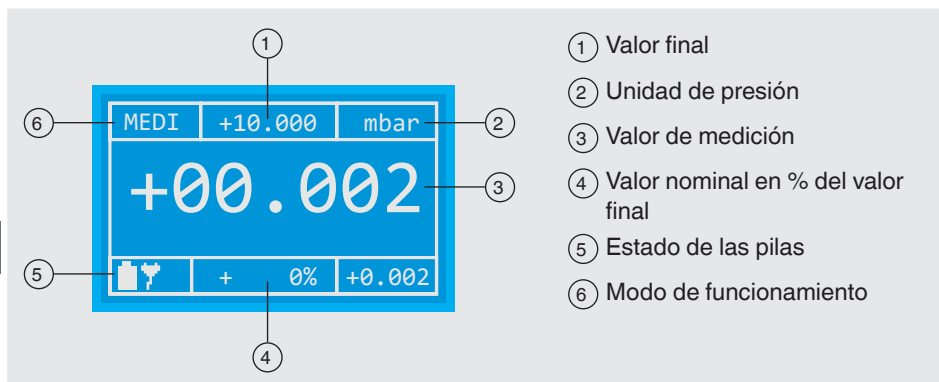 1
6
MEDI
+10.000
mbar
2
+00.002
3
5
+ 0%
+0.002
4
1 Valor final
2 Unidad de presión
3 Valor de medición
4 Valor nominal en % del valor
final
5 Estado de las pilas
6 Modo de funcionamiento